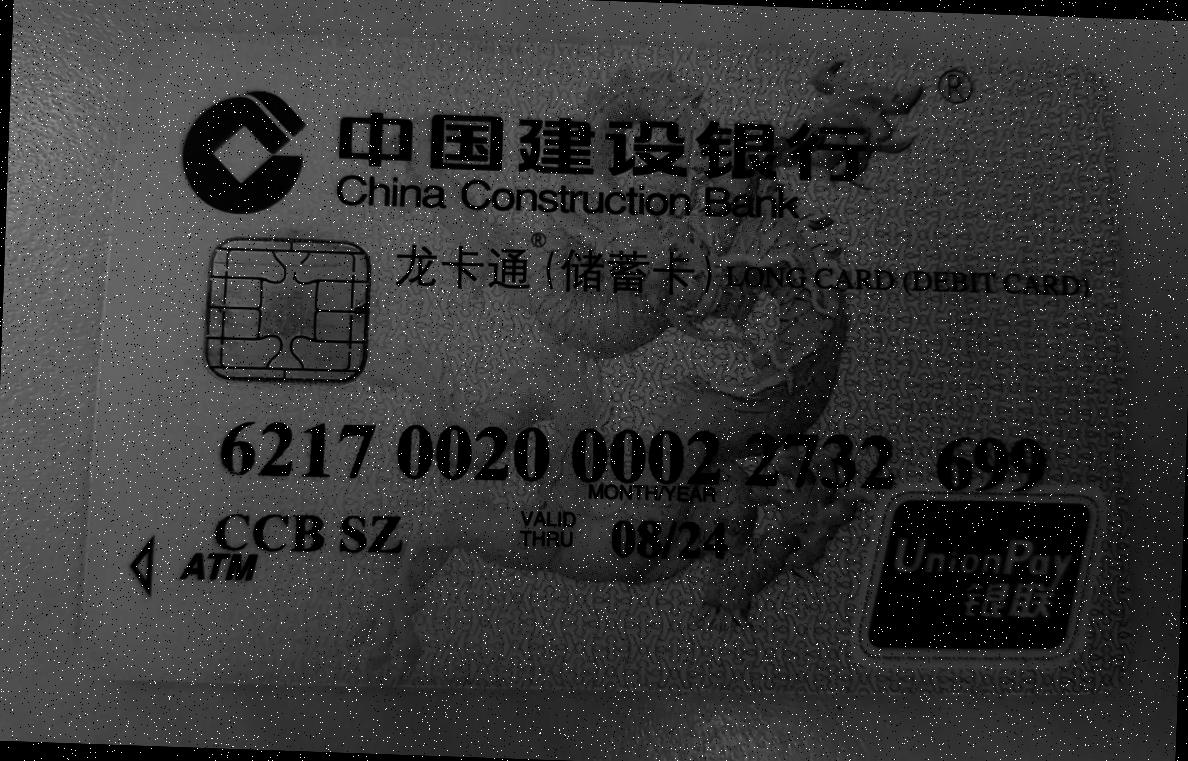 中国建设银行®
China Construction Bank
龙卡通®(储蓄卡) LONG CARD (DEBIT CARD)
6217 0020 0002 2732 699
MONTH/YEAR
CCB SZ VALID THRU 08/24
ATM
UnionPay
银联